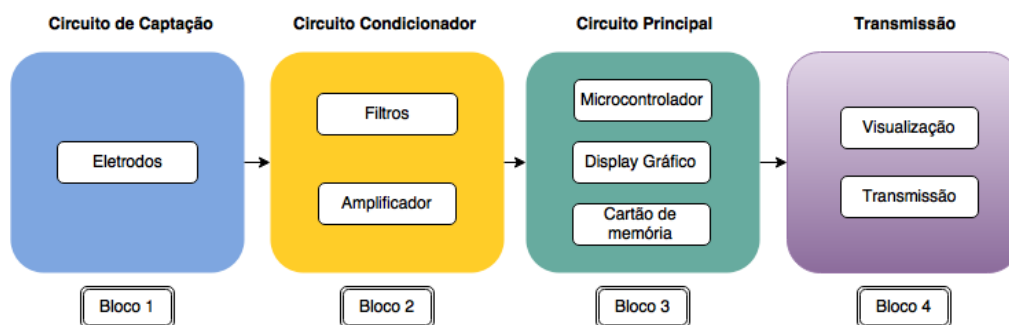 Circuito de Captação
Eletrodos
Bloco 1
Circuito Condicionador
Filtros
Amplificador
Bloco 2
Circuito Principal
Microcontrolador
Display Gráfico
Cartão de
memória
Bloco 3
Transmissão
Visualização
Transmissão
Bloco 4